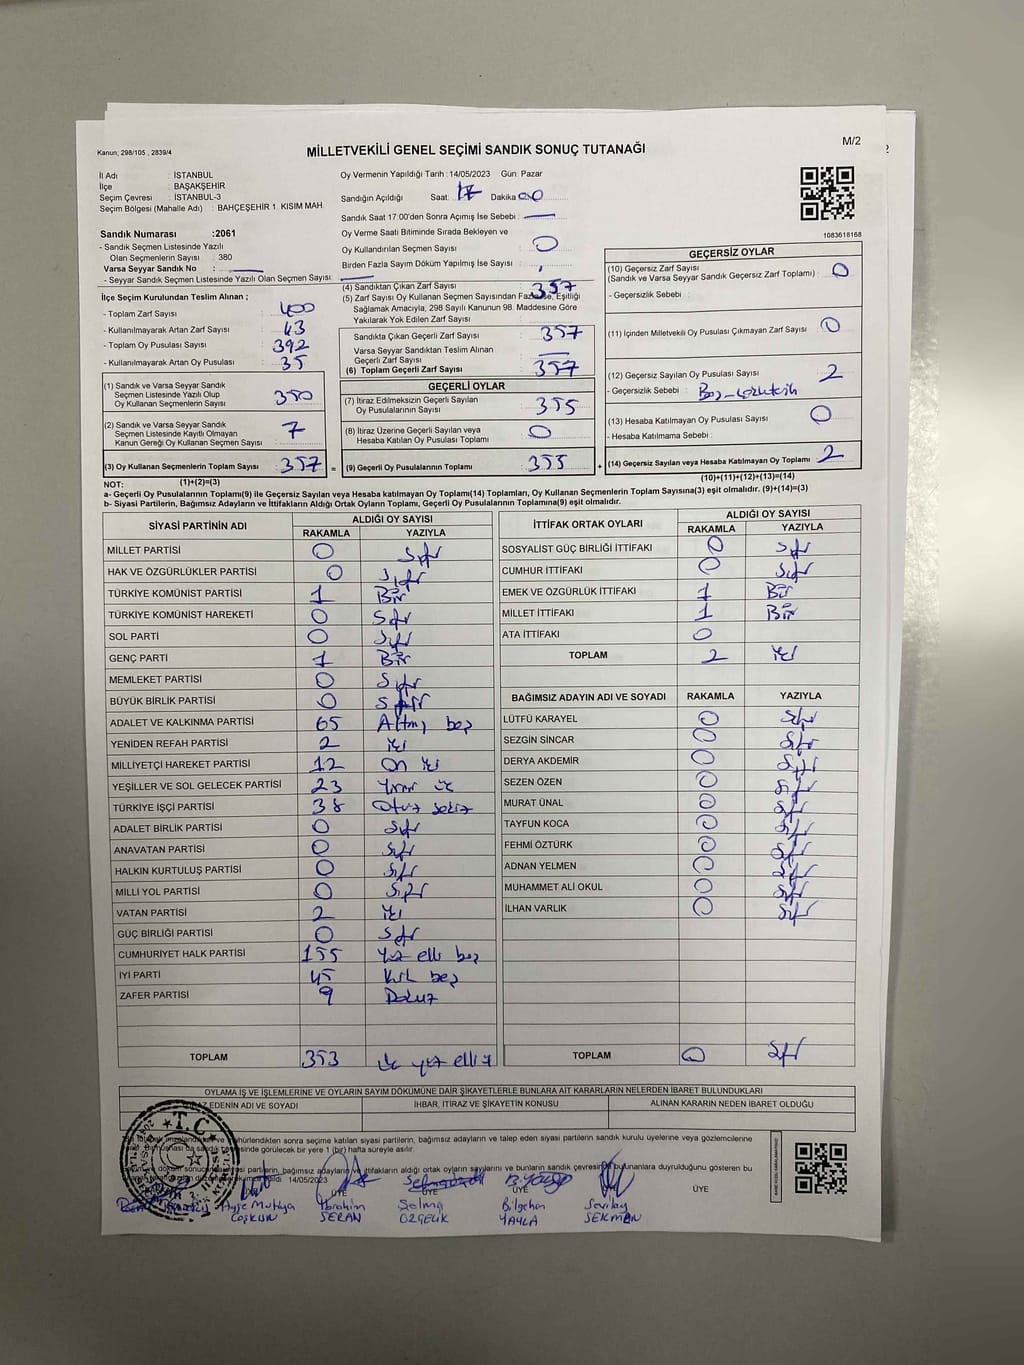 M/2
2
Kanun; 298/105 , 2839/4
MİLLETVEKİLİ GENEL SEÇİMİ SANDIK SONUÇ TUTANAĞI
İl Adı : İSTANBUL
İlçe : BAŞAKŞEHİR
Seçim Çevresi : İSTANBUL-3
Seçim Bölgesi (Mahalle Adı) : BAHÇEŞEHİR 1. KISIM MAH.
Sandık Numarası :2061
- Sandık Seçmen Listesinde Yazılı
Olan Seçmenlerin Sayısı : 380
Varsa Seyyar Sandık No :
- Seyyar Sandık Seçmen Listesinde Yazılı Olan Seçmen Sayısı:
İlçe Seçim Kurulundan Teslim Alınan ;
- Toplam Zarf Sayısı : 400
- Kullanılmayarak Artan Zarf Sayısı : 43
- Toplam Oy Pusulası Sayısı : 392
- Kullanılmayarak Artan Oy Pusulası : 35
(1) Sandık ve Varsa Seyyar Sandık
Seçmen Listesinde Yazılı Olup
Oy Kullanan Seçmenlerin Sayısı : 350
(2) Sandık ve Varsa Seyyar Sandık
Seçmen Listesinde Kayıtlı Olmayan
Kanun Gereği Oy Kullanan Seçmen Sayısı : 7
(3) Oy Kullanan Seçmenlerin Toplam Sayısı : 357 =
(1)+(2)=(3)
Oy Vermenin Yapıldığı Tarih : 14/05/2023 Gün: Pazar
Sandığın Açıldığı Saat: 17 Dakika 00
Sandık Saat 17.00'den Sonra Açımış İse Sebebi :
Oy Verme Saati Bitiminde Sırada Bekleyen ve
Oy Kullandırılan Seçmen Sayısı : 0
Birden Fazla Sayım Döküm Yapılmış İse Sayısı :
(4) Sandıktan Çıkan Zarf Sayısı : 357
(5) Zarf Sayısı Oy Kullanan Seçmen Sayısından Fazla İse, Eşitliği
Sağlamak Amacıyla, 298 Sayılı Kanunun 98. Maddesine Göre
Yakılarak Yok Edilen Zarf Sayısı :
Sandıkta Çıkan Geçerli Zarf Sayısı : 357
Varsa Seyyar Sandıktan Teslim Alınan
Geçerli Zarf Sayısı :
(6) Toplam Geçerli Zarf Sayısı : 357
GEÇERLİ OYLAR
(7) İtiraz Edilmeksizin Geçerli Sayılan
Oy Pusulalarının Sayısı : 355
(8) İtiraz Üzerine Geçerli Sayılan veya
Hesaba Katılan Oy Pusulası Toplamı : 0
(9) Geçerli Oy Pusulalarının Toplamı : 355 +
1083618168
GEÇERSİZ OYLAR
(10) Geçersiz Zarf Sayısı
(Sandık ve Varsa Seyyar Sandık Geçersiz Zarf Toplamı) : 0
- Geçersizlik Sebebi :
(11) İçinden Milletvekili Oy Pusulası Çıkmayan Zarf Sayısı : 0
(12) Geçersiz Sayılan Oy Pusulası Sayısı : 2
- Geçersizlik Sebebi :
(13) Hesaba Katılmayan Oy Pusulası Sayısı : 0
- Hesaba Katılmama Sebebi :
(14) Geçersiz Sayılan veya Hesaba Katılmayan Oy Toplamı : 2
(10)+(11)+(12)+(13)=(14)
NOT:
a- Geçerli Oy Pusulalarının Toplamı(9) ile Geçersiz Sayılan veya Hesaba katılmayan Oy Toplamı(14) Toplamları, Oy Kullanan Seçmenlerin Toplam Sayısına(3) eşit olmalıdır. (9)+(14)=(3)
b- Siyasi Partilerin, Bağımsız Adayların ve İttifakların Aldığı Ortak Oyların Toplamı, Geçerli Oy Pusulalarının Toplamına(9) eşit olmalıdır.
SİYASİ PARTİNİN ADI ALDIĞI OY SAYISI
RAKAMLA YAZIYLA
MİLLET PARTİSİ 0 Sıfır
HAK VE ÖZGÜRLÜKLER PARTİSİ 0 Sıfır
TÜRKİYE KOMÜNİST PARTİSİ 1 Bir
TÜRKİYE KOMÜNİST HAREKETİ 0 Sıfır
SOL PARTİ 0 Sıfır
GENÇ PARTİ 1 Bir
MEMLEKET PARTİSİ 0 Sıfır
BÜYÜK BİRLİK PARTİSİ 0 Sıfır
ADALET VE KALKINMA PARTİSİ 65 Altmış beş
YENİDEN REFAH PARTİSİ 2 iki
MİLLİYETÇİ HAREKET PARTİSİ 12 On iki
YEŞİLLER VE SOL GELECEK PARTİSİ 23 Yirmi üç
TÜRKİYE İŞÇİ PARTİSİ 38 Otuz sekiz
ADALET BİRLİK PARTİSİ 0 Sıfır
ANAVATAN PARTİSİ 0 Sıfır
HALKIN KURTULUŞ PARTİSİ 0 Sıfır
MİLLİ YOL PARTİSİ 0 Sıfır
VATAN PARTİSİ 2 iki
GÜÇ BİRLİĞİ PARTİSİ 0 Sıfır
CUMHURİYET HALK PARTİSİ 155 Yüz elli beş
İYİ PARTİ 45 Kırk beş
ZAFER PARTİSİ 9 Dokuz
TOPLAM 353 üç yüz elli
İTTİFAK ORTAK OYLARI ALDIĞI OY SAYISI
RAKAMLA YAZIYLA
SOSYALİST GÜÇ BİRLİĞİ İTTİFAKI 0 Sıfır
CUMHUR İTTİFAKI 0 Sıfır
EMEK VE ÖZGÜRLÜK İTTİFAKI 1 Bir
MİLLET İTTİFAKI 1 Bir
ATA İTTİFAKI 0
TOPLAM 2 iki
BAĞIMSIZ ADAYIN ADI VE SOYADI RAKAMLA YAZIYLA
LÜTFÜ KARAYEL 0 Sıfır
SEZGİN SİNCAR 0 Sıfır
DERYA AKDEMİR 0 Sıfır
SEZEN ÖZEN 0 Sıfır
MURAT ÜNAL 0 Sıfır
TAYFUN KOCA 0 Sıfır
FEHMİ ÖZTÜRK 0 Sıfır
ADNAN YELMEN 0 Sıfır
MUHAMMET ALİ OKUL 0 Sıfır
İLHAN VARLIK 0 Sıfır
TOPLAM 0 Sıfır
OYLAMA İŞ VE İŞLEMLERİNE VE OYLARIN SAYIM DÖKÜMÜNE DAİR ŞİKAYETLERLE BUNLARA AİT KARARLARIN NELERDEN İBARET BULUNDUKLARI
EDENİN ADI VE SOYADI İHBAR, İTİRAZ VE ŞİKAYETİN KONUSU ALINAN KARARIN NEDEN İBARET OLDUĞU
T.C.
sonra seçime katılan siyasi partilerin, bağımsız adayların ve talep eden siyasi partilerin sandık kurulu üyelerine veya gözlemcilerine
görülecek bir yere 1 (bir) hafta süreyle asılır.
partilerin, bağımsız adayların ve ittifakların aldığı ortak oyların sayılarını ve bunların sandık çevresinde bulunanlara duyrulduğunu gösteren bu
14/05/2023
ÜYE ÜYE ÜYE ÜYE
Ayşe İbrahim Selma Bilgehan Sevilay
COŞKUN SERAN ÖZÇELİK YAYLA SEKMEN